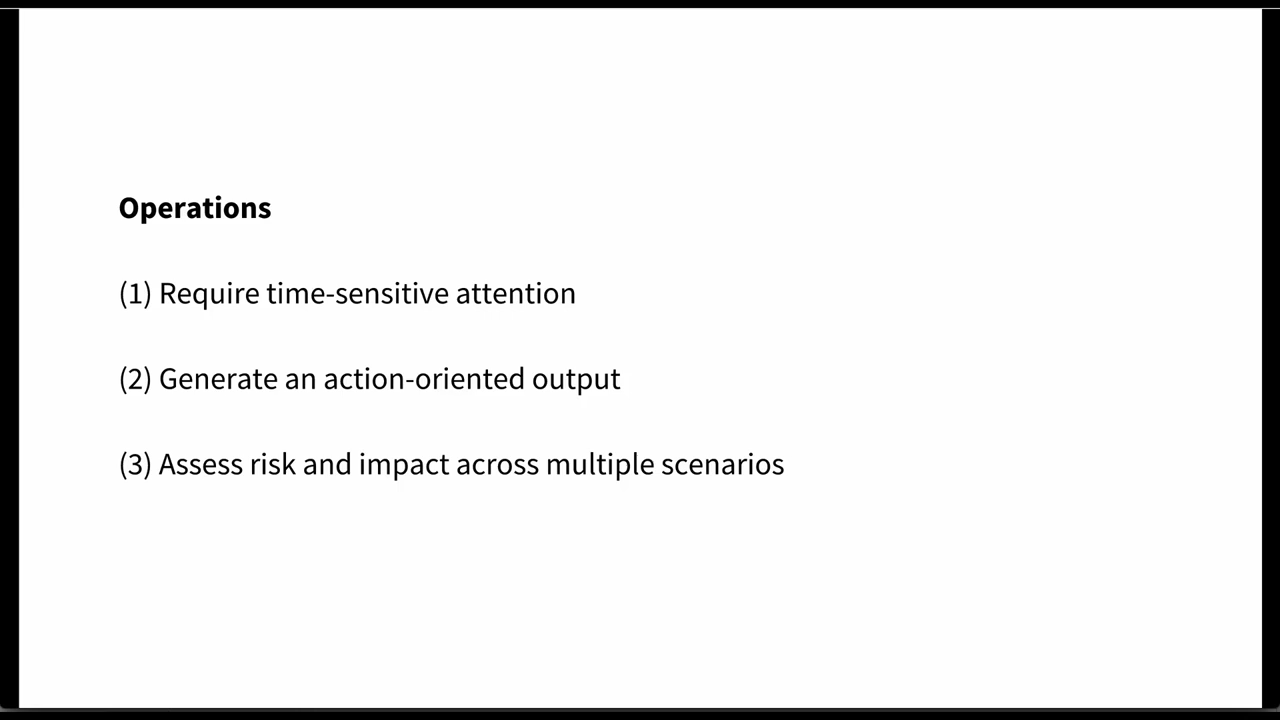 Operations
(1) Require time-sensitive attention
(2) Generate an action-oriented output
(3) Assess risk and impact across multiple scenarios